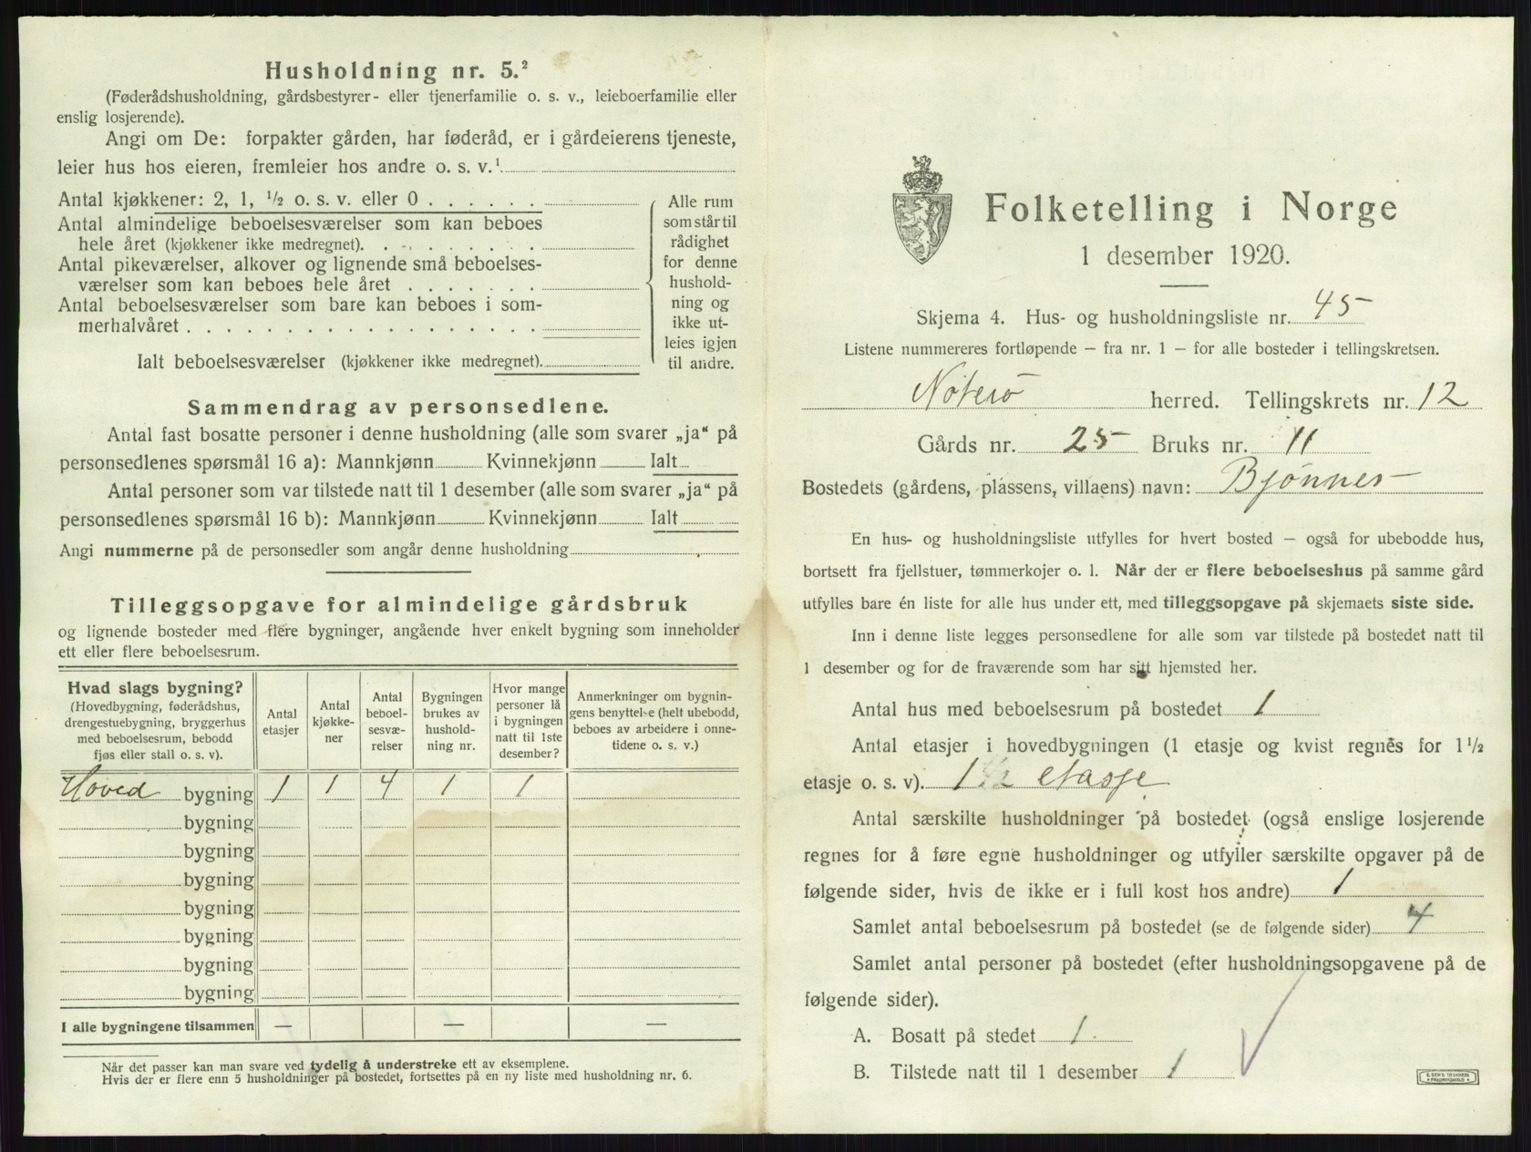 Husholdning nr. 5.²
(Føderådshusholdning, gårdsbestyrer- eller tjenerfamilie o. s. v., leieboerfamilie eller
enslig losjerende).
Angi om De: forpakter gården, har føderåd, er i gårdeierens tjeneste,
leier hus hos eieren, fremleier hos andre o. s. v.¹
Antal kjøkkener: 2, 1, ½ o. s. v. eller 0
Antal almindelige beboelsesværelser som kan beboes
hele året (kjøkkener ikke medregnet).
Antal pikeværelser, alkover og lignende små beboelses-
værelser som kan beboes hele året
Antal beboelsesværelser som bare kan beboes i som-
merhalvåret
Ialt beboelsesværelser (kjøkkener ikke medregnet).
Alle rum
som står til
rådighet
for denne
hushold-
ning og
ikke ut-
leies igjen
til andre.
Sammendrag av personsedlene.
Antal fast bosatte personer i denne husholdning (alle som svarer „ja“ på
personsedlenes spørsmål 16 a): Mannkjønn Kvinnekjønn Ialt
Antal personer som var tilstede natt til 1 desember (alle som svarer „ja“ på
personsedlenes spørsmål 16 b): Mannkjønn Kvinnekjønn Ialt
Angi nummerne på de personsedler som angår denne husholdning
Tilleggsopgave for almindelige gårdsbruk
og lignende bosteder med flere bygninger, angående hver enkelt bygning som inneholder
ett eller flere beboelsesrum.
Hvad slags bygning?
(Hovedbygning, føderådshus,
drengestuebygning, bryggerhus
med beboelsesrum, bebodd
fjøs eller stall o. s. v).
Antal
etasjer
Antal
kjøkke-
ner
Antal
beboel-
sesvæ-
relser
Bygningen
brukes av
hushold-
ning nr.
Hvor mange
personer lå
i bygningen
natt til 1ste
desember?
Anmerkninger om bygnin-
gens benyttelse (helt ubebodd,
beboes av arbeidere i onne-
tidene o. s. v.)
Hoved bygning 1 1 4 1 1
bygning
bygning
bygning
bygning
bygning
bygning
bygning
I alle bygningene tilsammen — — —
Når det passer kan man svare ved tydelig å understreke ett av eksemplene.
Hvis der er flere enn 5 husholdninger på bostedet, fortsettes på en ny liste med husholdning nr. 6.
Folketelling i Norge
1 desember 1920.
Skjema 4. Hus- og husholdningsliste nr. 45
Listene nummereres fortløpende — fra nr. 1 — for alle bosteder i tellingskretsen.
Nøterø herred. Tellingskrets nr. 12
Gårds nr. 25 Bruks nr. 11
Bostedets (gårdens, plassens, villaens) navn: Bjønnes
En hus- og husholdningsliste utfylles for hvert bosted — også for ubebodde hus,
bortsett fra fjellstuer, tømmerkojer o. l. Når der er flere beboelseshus på samme gård
utfylles bare én liste for alle hus under ett, med tilleggsopgave på skjemaets siste side.
Inn i denne liste legges personsedlene for alle som var tilstede på bostedet natt til
1 desember og for de fraværende som har sitt hjemsted her.
Antal hus med beboelsesrum på bostedet 1
Antal etasjer i hovedbygningen (1 etasje og kvist regnes for 1½
etasje o. s. v). 1 ½ etasje
Antal særskilte husholdninger på bostedet (også enslige losjerende
regnes for å føre egne husholdninger og utfyller særskilte opgaver på de
følgende sider, hvis de ikke er i full kost hos andre) 1
Samlet antal beboelsesrum på bostedet (se de følgende sider) 4
Samlet antal personer på bostedet (efter husholdningsopgavene på de
følgende sider).
A. Bosatt på stedet 1.
B. Tilstede natt til 1 desember 1